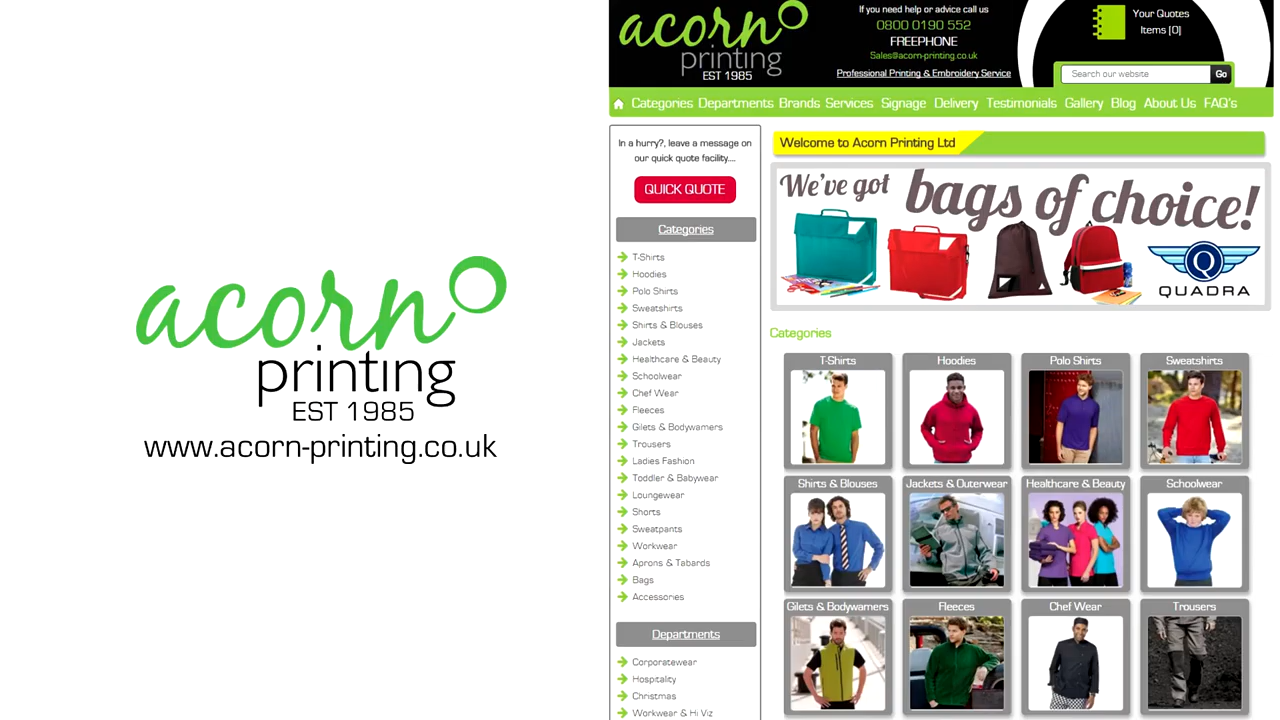 acorn
printing
EST 1985
www.acorn-printing.co.uk
acorn
printing
EST 1985
If you need help or advice call us
0800 0190 552
FREEPHONE
Sales@acorn-printing.co.uk
Professional Printing & Embroidery Service
Your Quotes
Items [0]
Search our website
Go
Categories Departments Brands Services Signage Delivery Testimonials Gallery Blog About Us FAQ's
In a hurry?, leave a message on
our quick quote facility....
QUICK QUOTE
Categories
T-Shirts
Hoodies
Polo Shirts
Sweatshirts
Shirts & Blouses
Jackets
Healthcare & Beauty
Schoolwear
Chef Wear
Fleeces
Gilets & Bodywarmers
Trousers
Ladies Fashion
Toddler & Babywear
Loungewear
Shorts
Sweatpants
Workwear
Aprons & Tabards
Bags
Accessories
Departments
Corporatewear
Hospitality
Christmas
Workwear & Hi Viz
Welcome to Acorn Printing Ltd
We've got bags of choice!
Q
QUADRA
Categories
T-Shirts
Hoodies
Polo Shirts
Sweatshirts
Shirts & Blouses
Jackets & Outerwear
Healthcare & Beauty
Schoolwear
Gilets & Bodywarmers
Fleeces
Chef Wear
Trousers